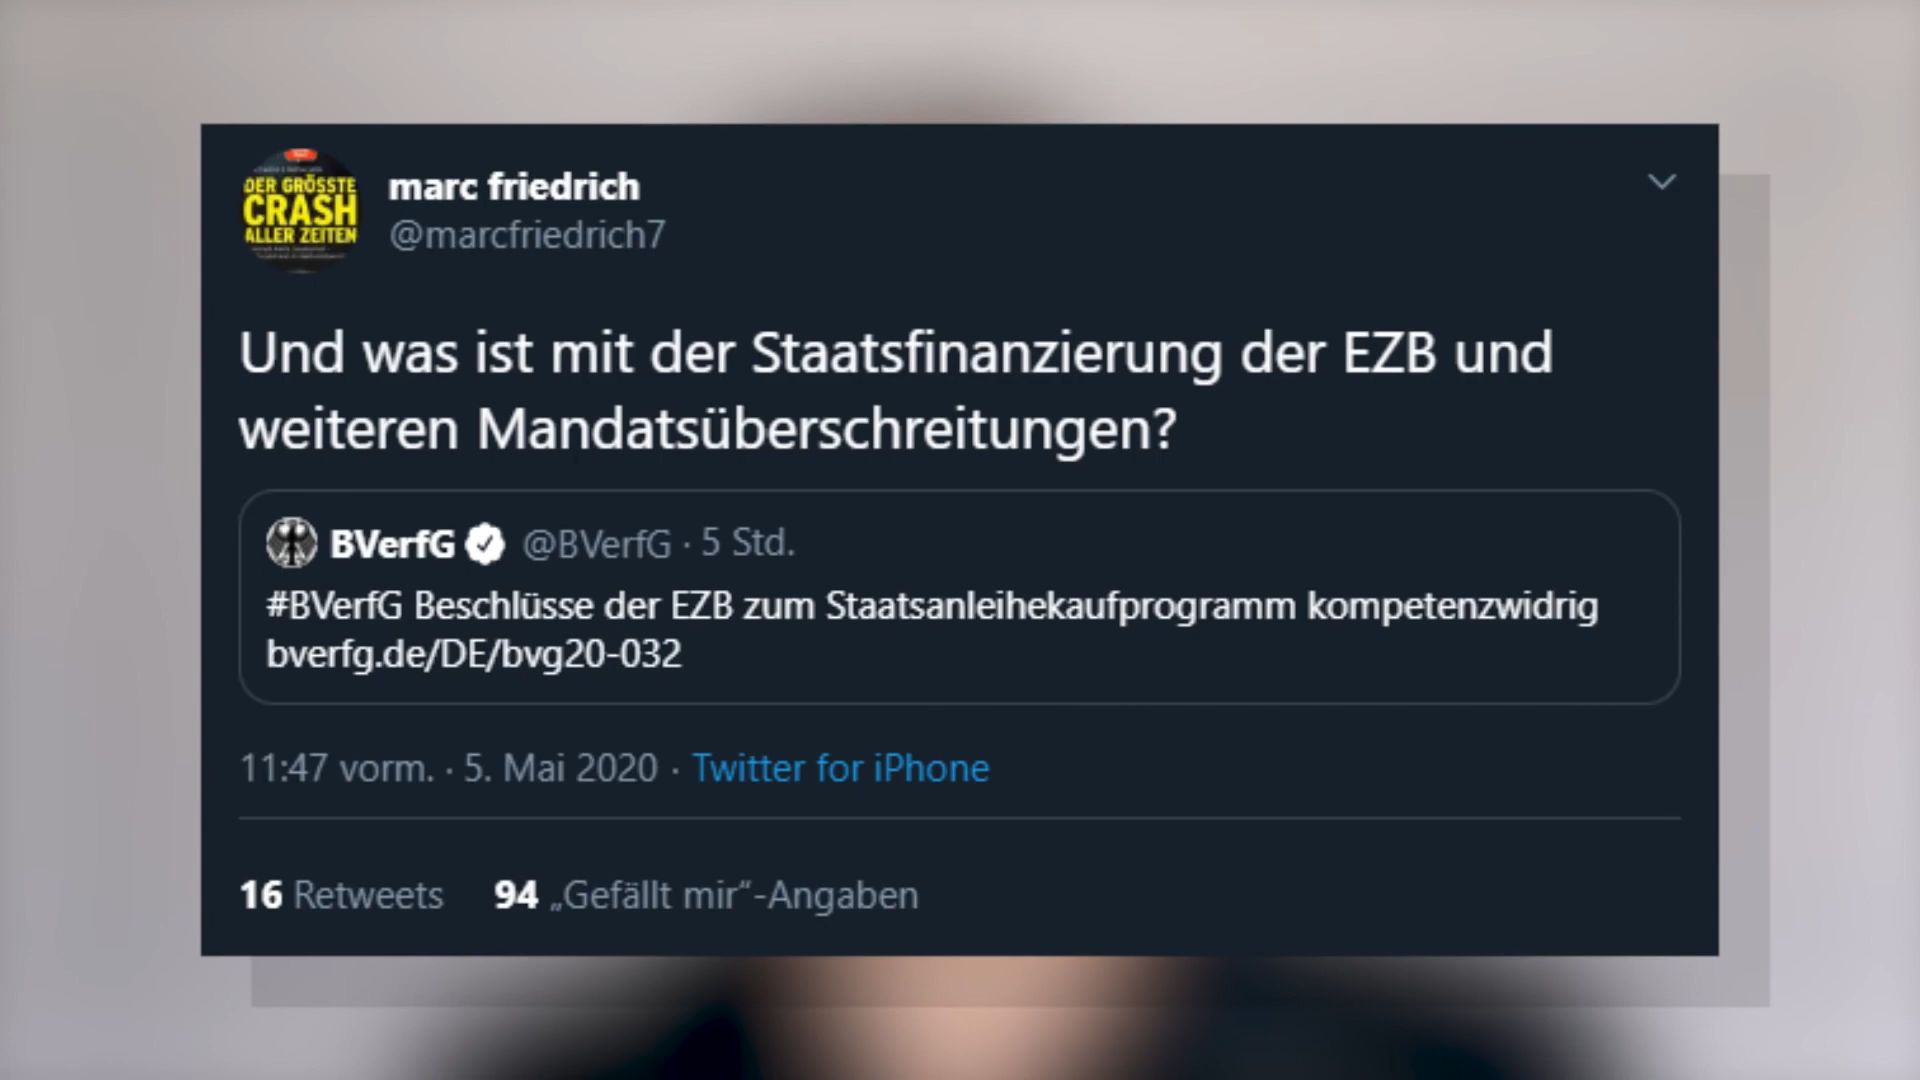 DER GRÖSSTE
CRASH
ALLER ZEITEN
marc friedrich
@marcfriedrich7
Und was ist mit der Staatsfinanzierung der EZB und
weiteren Mandatsüberschreitungen?
BVerfG @BVerfG · 5 Std.
#BVerfG Beschlüsse der EZB zum Staatsanleihekaufprogramm kompetenzwidrig
bverfg.de/DE/bvg20-032
11:47 vorm. · 5. Mai 2020 · Twitter for iPhone
16 Retweets 94 „Gefällt mir“-Angaben